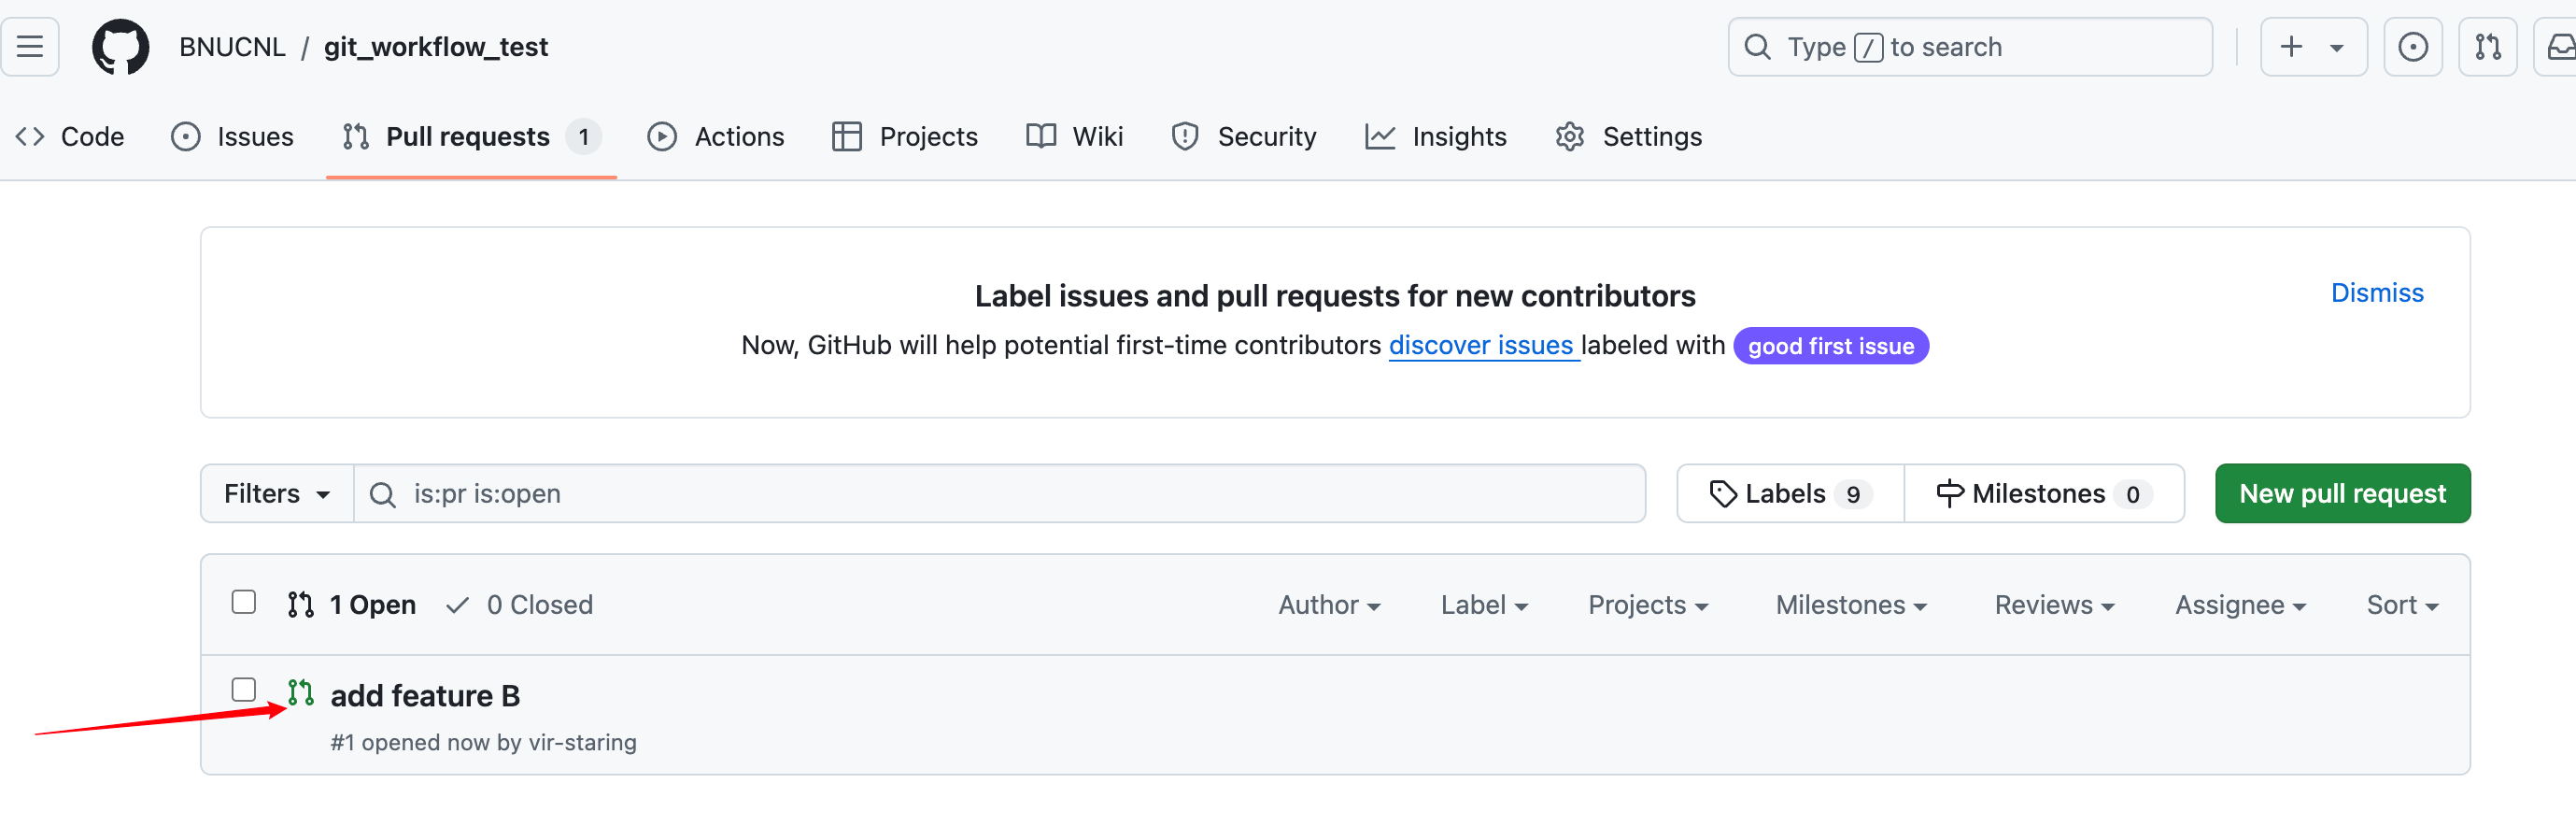 BNUCNL / git_workflow_test
Type / to search
Code Issues Pull requests 1 Actions Projects Wiki Security Insights Settings
Label issues and pull requests for new contributors
Dismiss
Now, GitHub will help potential first-time contributors discover issues labeled with good first issue
Filters is:pr is:open Labels 9 Milestones 0 New pull request
1 Open 0 Closed Author Label Projects Milestones Reviews Assignee Sort
add feature B
#1 opened now by vir-staring